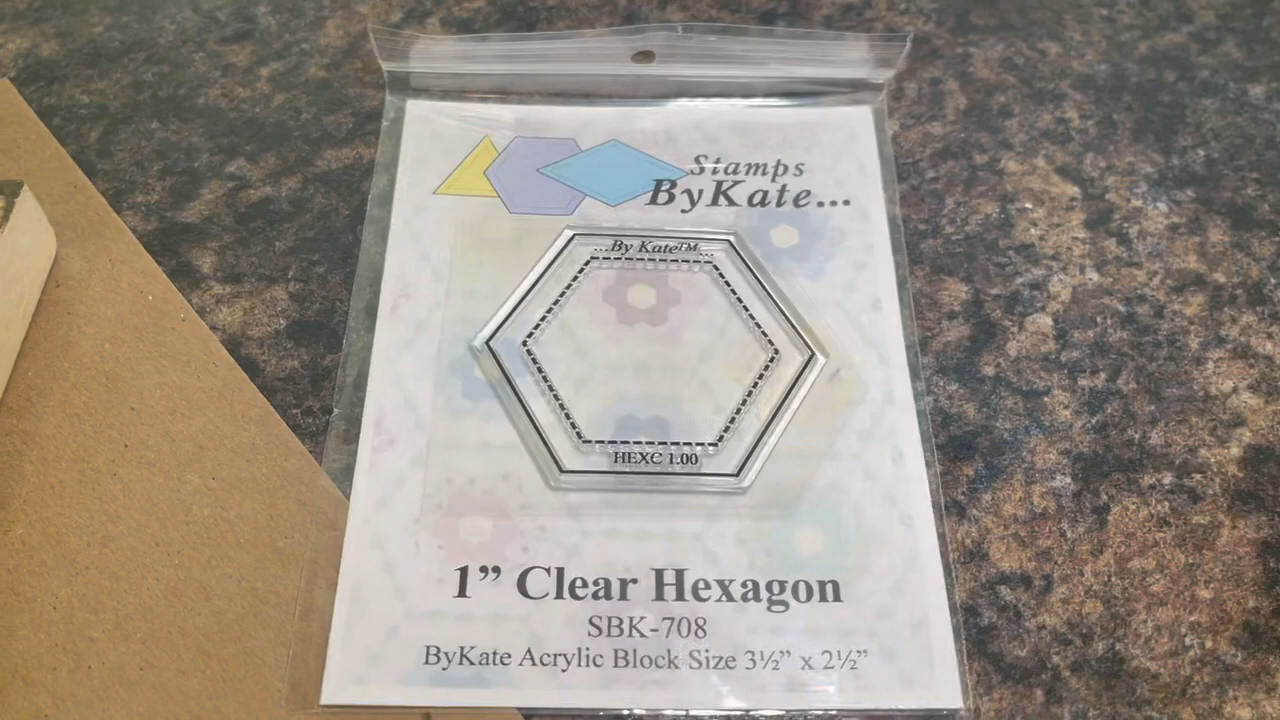 Stamps
ByKate...
...By Kate™...
HEXC 1.00
1” Clear Hexagon
SBK-708
ByKate Acrylic Block Size 3½” x 2½”